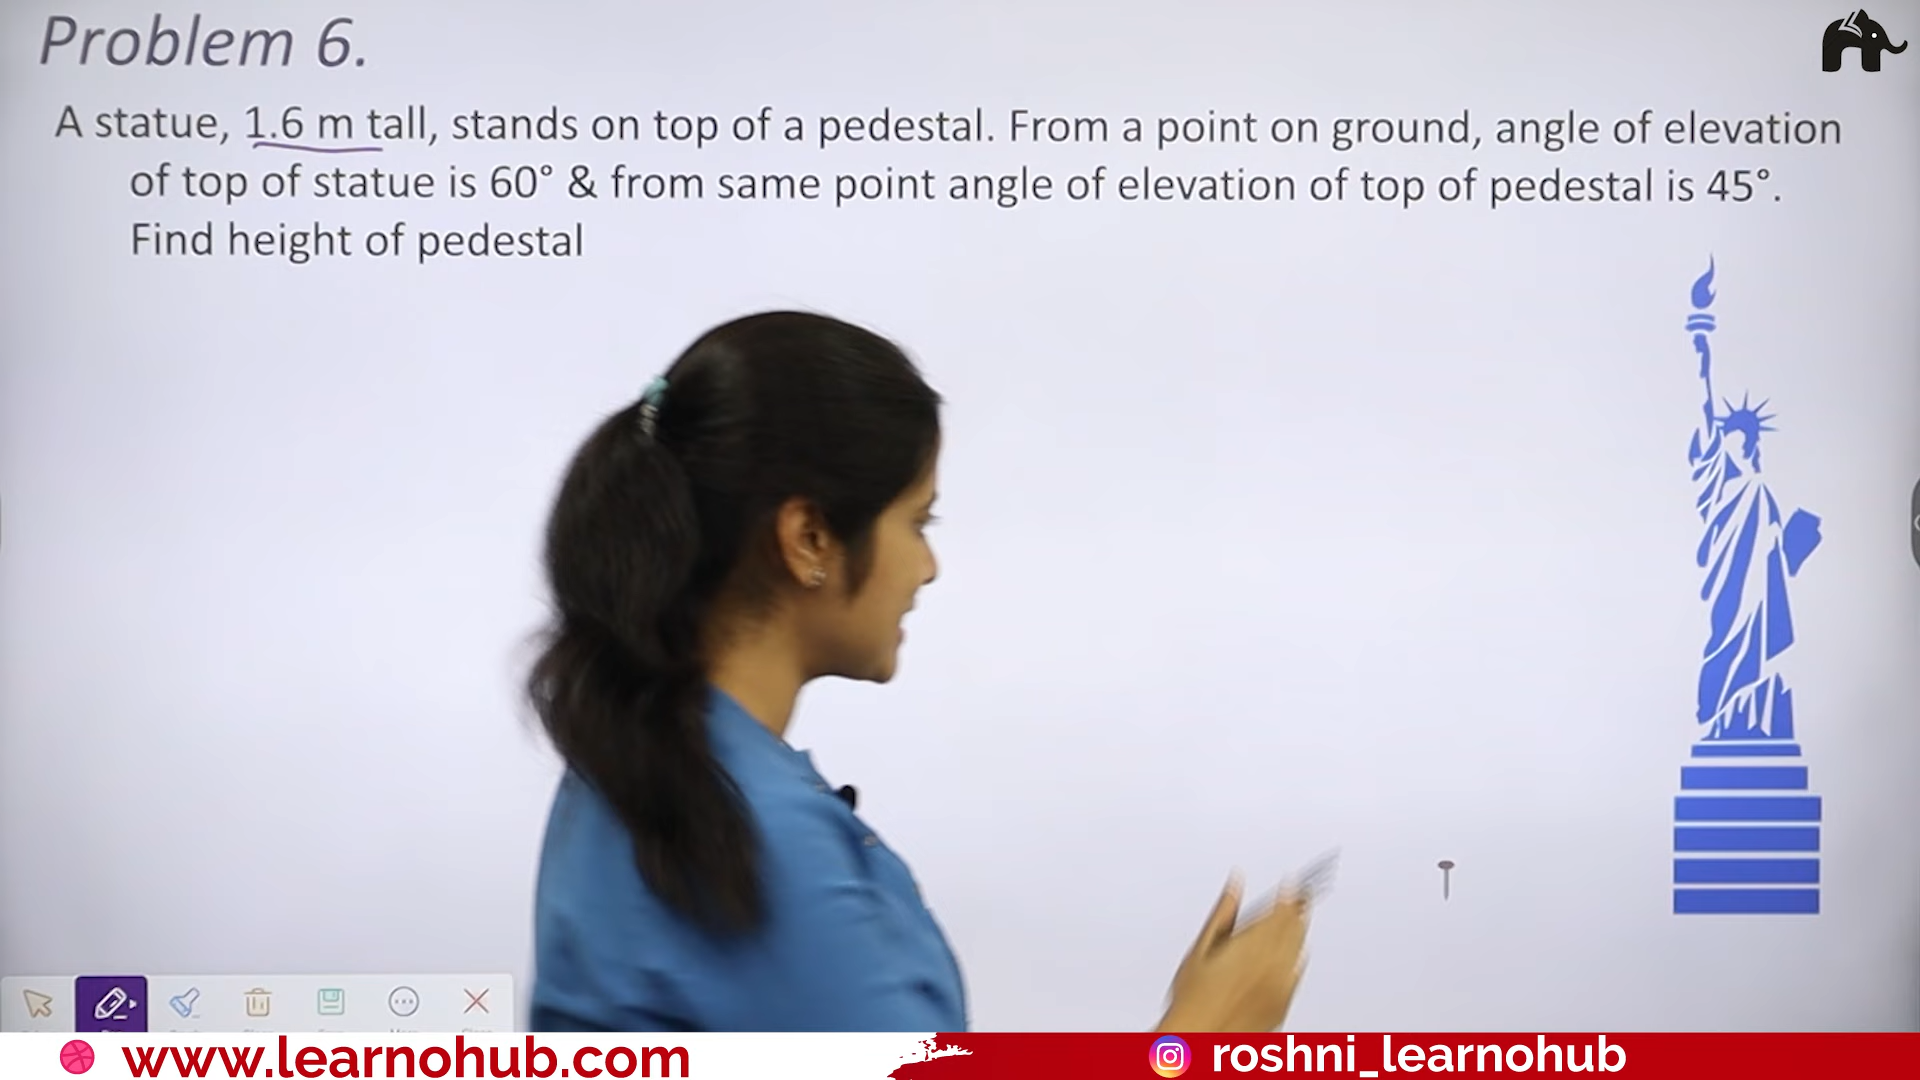 Problem 6.
A statue, 1.6 m tall, stands on top of a pedestal. From a point on ground, angle of elevation
of top of statue is 60° & from same point angle of elevation of top of pedestal is 45°.
Find height of pedestal
www.learnohub.com
roshni_learnohub